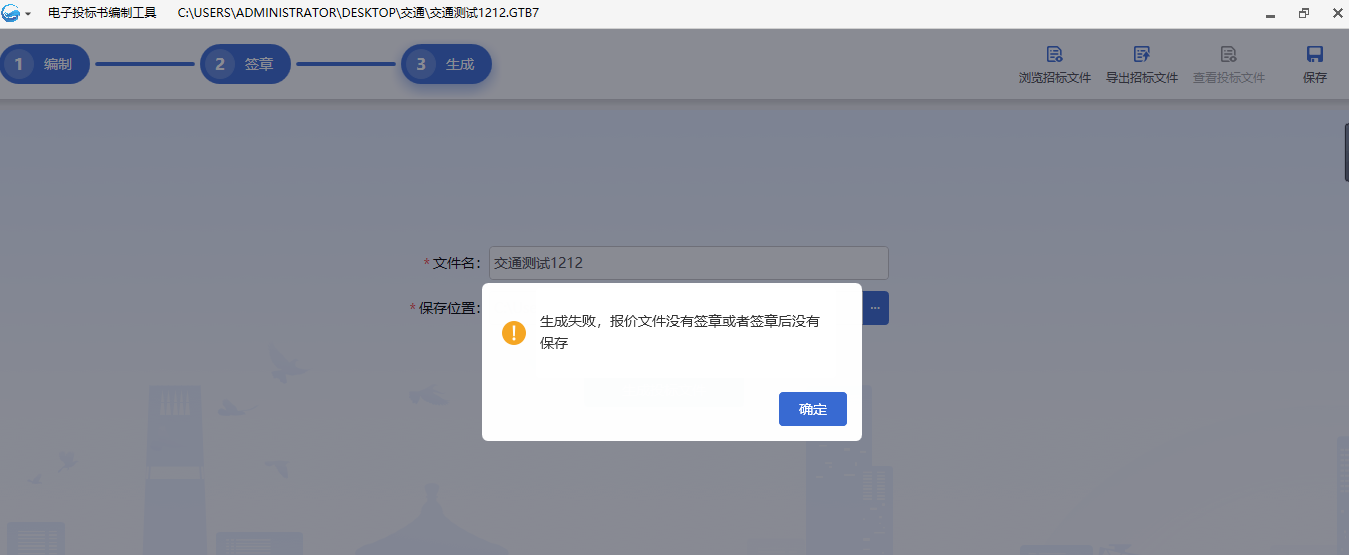 电子投标书编制工具 C:\USERS\ADMINISTRATOR\DESKTOP\交通\交通测试1212.GTB7
1 编制 2 签章 3 生成
浏览招标文件 导出招标文件 查看投标文件 保存
*文件名： 交通测试1212
*保存位置： ...
生成失败，报价文件没有签章或者签章后没有
保存
确定